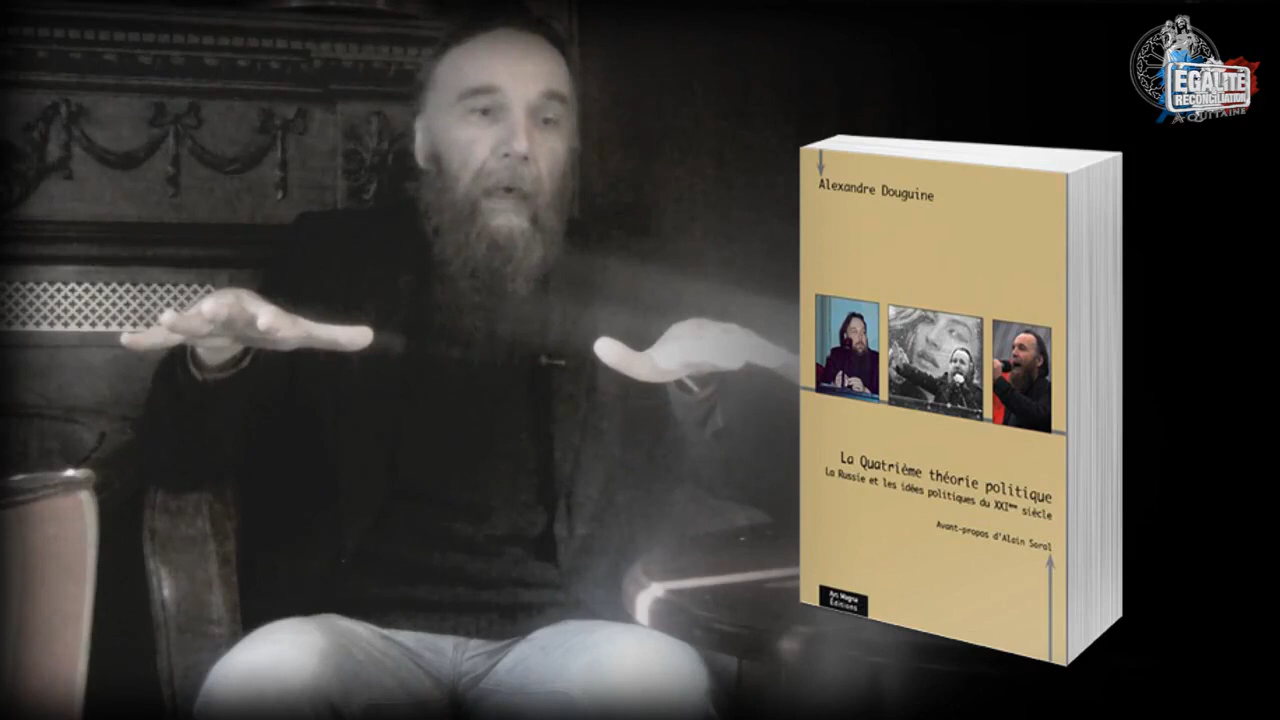 ÉGALITÉ
RÉCONCILIATION
AQUITAINE
Alexandre Douguine
La Quatrième théorie politique
La Russie et les idées politiques du XXIème siècle
Avant-propos d'Alain Soral
Ars Magna
Éditions